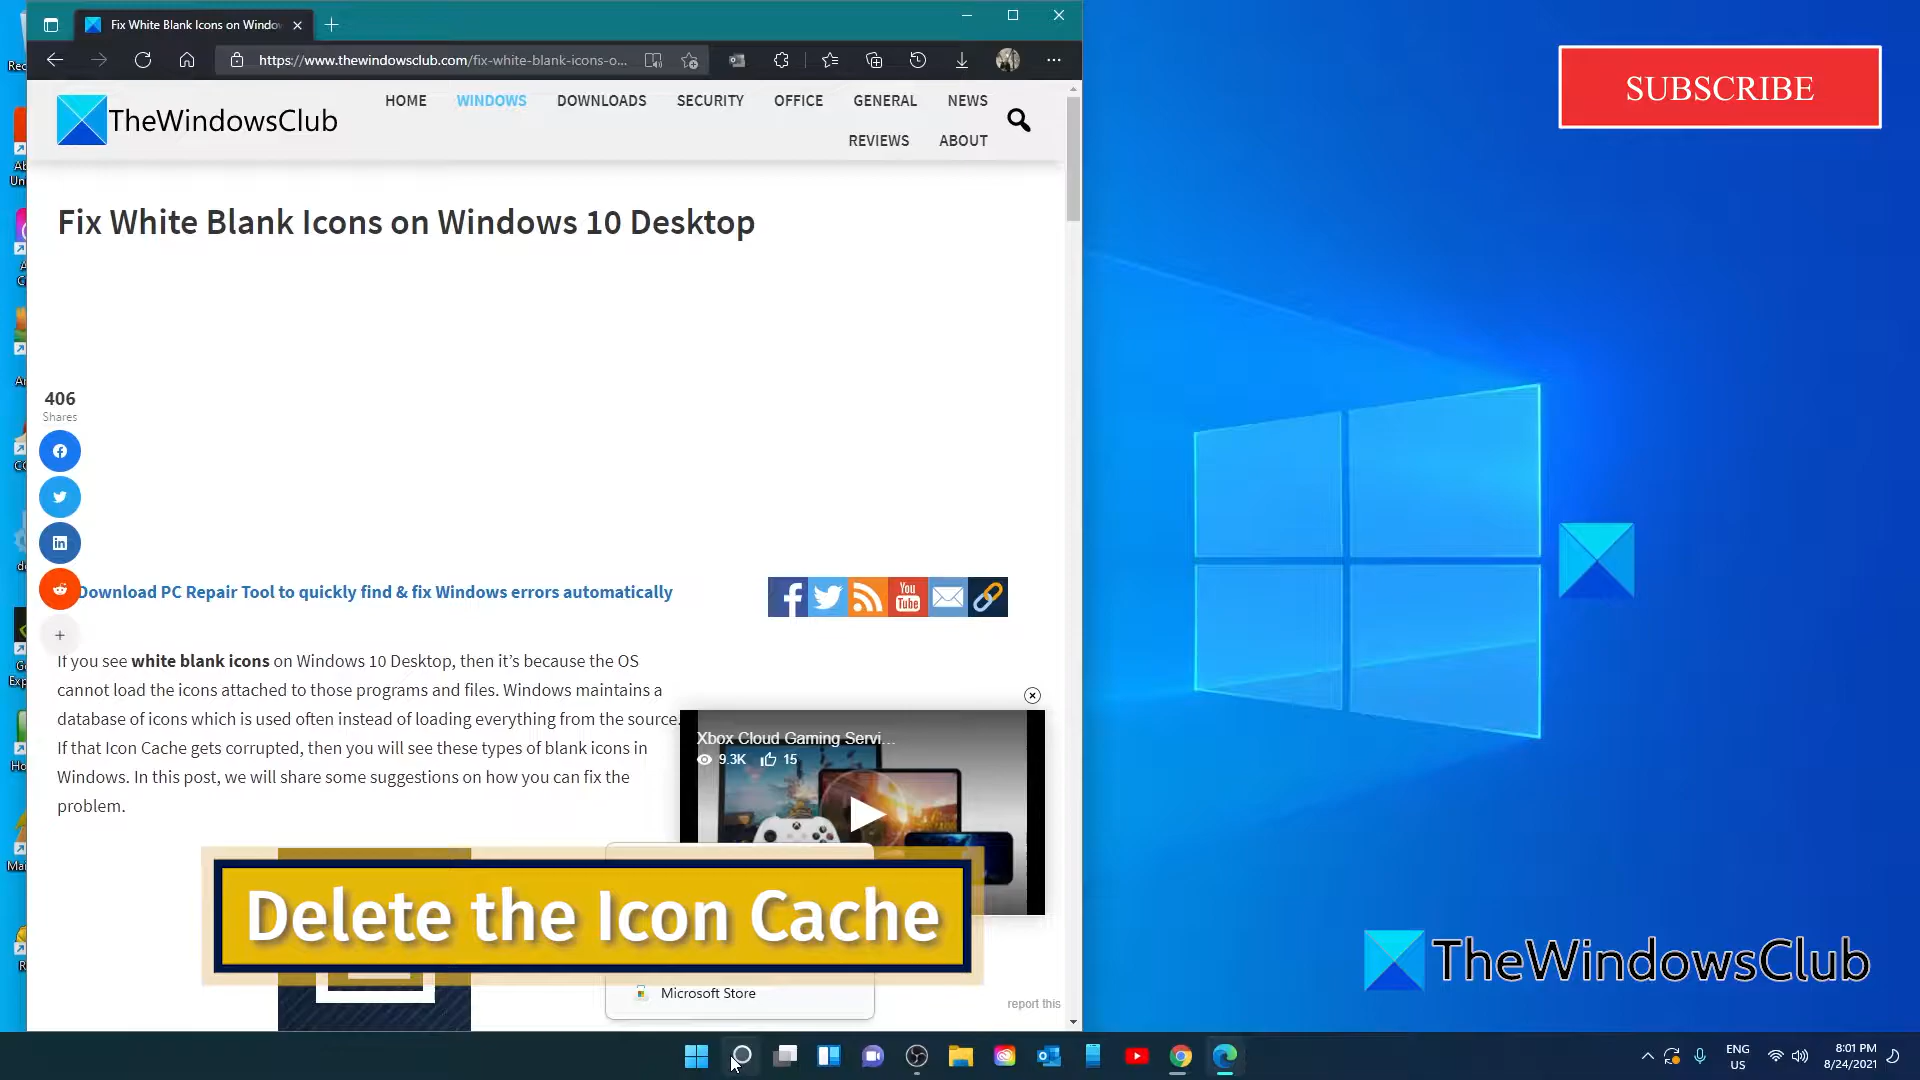 Fix White Blank Icons on Windo
https://www.thewindowsclub.com/fix-white-blank-icons-o...
SUBSCRIBE
TheWindowsClub
HOME WINDOWS DOWNLOADS SECURITY OFFICE GENERAL NEWS
REVIEWS ABOUT
Fix White Blank Icons on Windows 10 Desktop
406
Shares
Download PC Repair Tool to quickly find & fix Windows errors automatically
You
Tube
If you see white blank icons on Windows 10 Desktop, then it's because the OS
cannot load the icons attached to those programs and files. Windows maintains a
database of icons which is used often instead of loading everything from the source.
If that Icon Cache gets corrupted, then you will see these types of blank icons in
Windows. In this post, we will share some suggestions on how you can fix the
problem.
Xbox Cloud Gaming Servi...
9.3K 15
Delete the Icon Cache
Microsoft Store
report this
TheWindowsClub
ENG
US
8:01 PM
8/24/2021